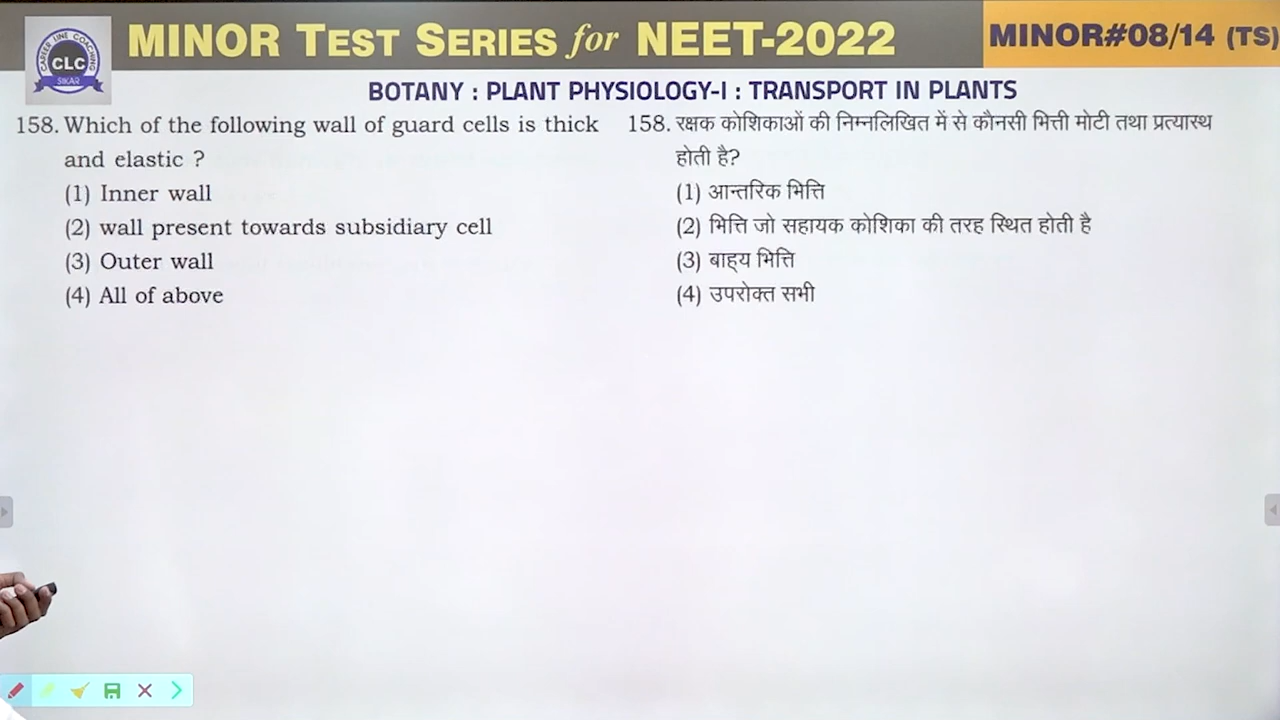 CAREER LINE COACHING
CLC
SIKAR
MINOR TEST SERIES for NEET-2022
MINOR#08/14 (TS)
BOTANY : PLANT PHYSIOLOGY-I : TRANSPORT IN PLANTS
158. Which of the following wall of guard cells is thick
and elastic ?
(1) Inner wall
(2) wall present towards subsidiary cell
(3) Outer wall
(4) All of above
158. रक्षक कोशिकाओं की निम्नलिखित में से कौनसी भित्ती मोटी तथा प्रत्यास्थ
होती है?
(1) आन्तरिक भित्ति
(2) भित्ति जो सहायक कोशिका की तरह स्थित होती है
(3) बाह्य भित्ति
(4) उपरोक्त सभी